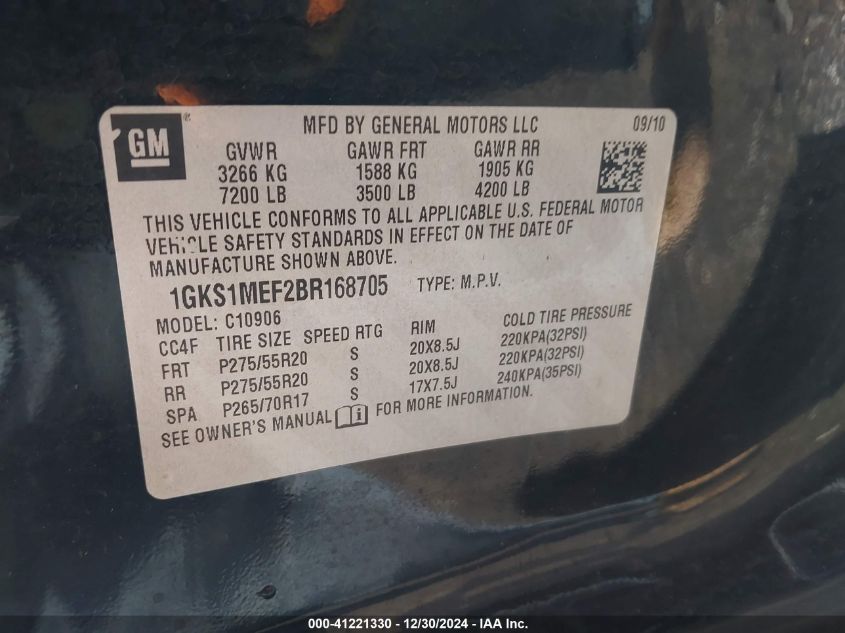 GM ®
MFD BY GENERAL MOTORS LLC 09/10
GVWR GAWR FRT GAWR RR
3266 KG 1588 KG 1905 KG
7200 LB 3500 LB 4200 LB
THIS VEHICLE CONFORMS TO ALL APPLICABLE U.S. FEDERAL MOTOR
VEHICLE SAFETY STANDARDS IN EFFECT ON THE DATE OF
MANUFACTURE SHOWN ABOVE.
1GKS1MEF2BR168705 TYPE: M.P.V.
MODEL: C10906
CC4F TIRE SIZE SPEED RTG RIM COLD TIRE PRESSURE
FRT P275/55R20 S 20X8.5J 220KPA(32PSI)
RR P275/55R20 S 20X8.5J 220KPA(32PSI)
SPA P265/70R17 S 17X7.5J 240KPA(35PSI)
SEE OWNER'S MANUAL i FOR MORE INFORMATION.
000-41221330 - 12/30/2024 - IAA Inc.